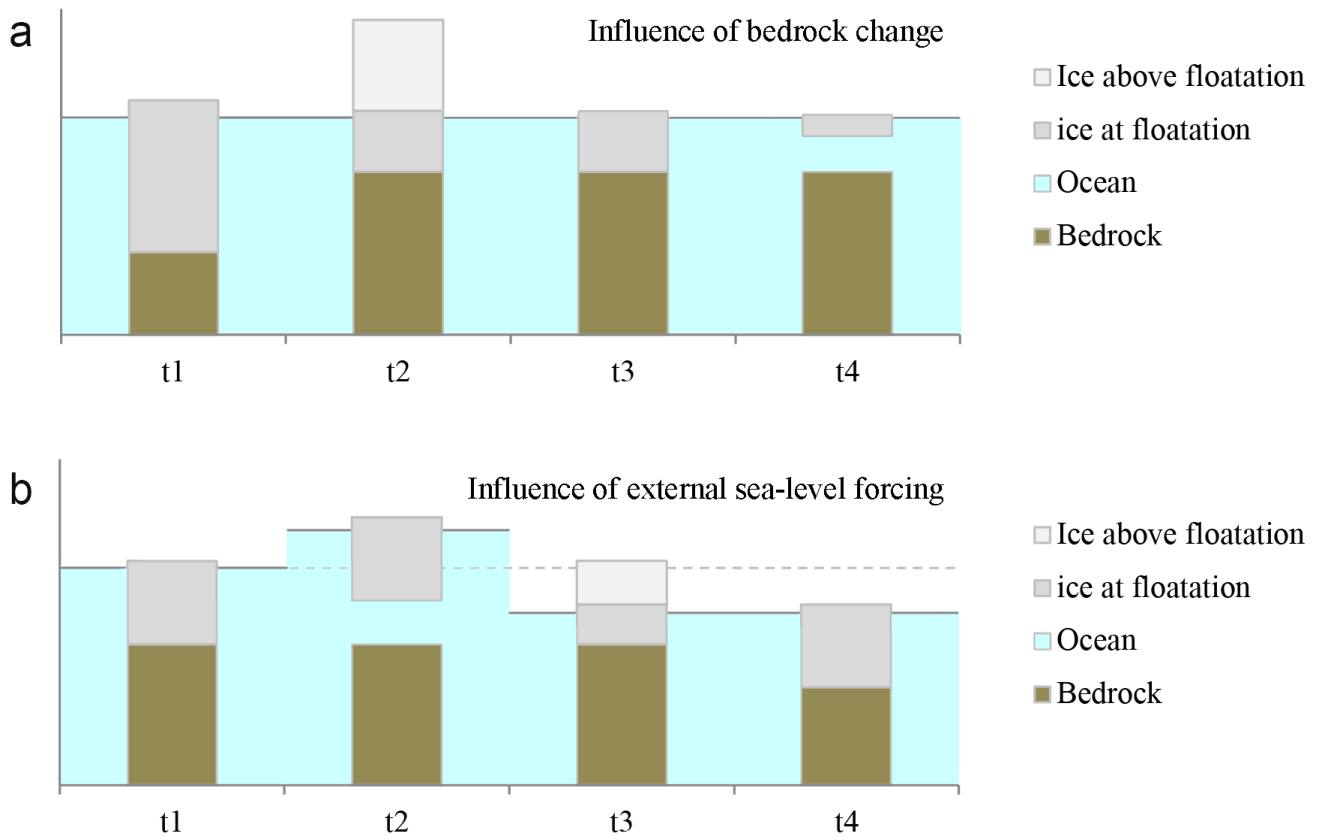 a
Influence of bedrock change
Ice above floatation
ice at floatation
Ocean
Bedrock
t1 t2 t3 t4
b
Influence of external sea-level forcing
Ice above floatation
ice at floatation
Ocean
Bedrock
t1 t2 t3 t4